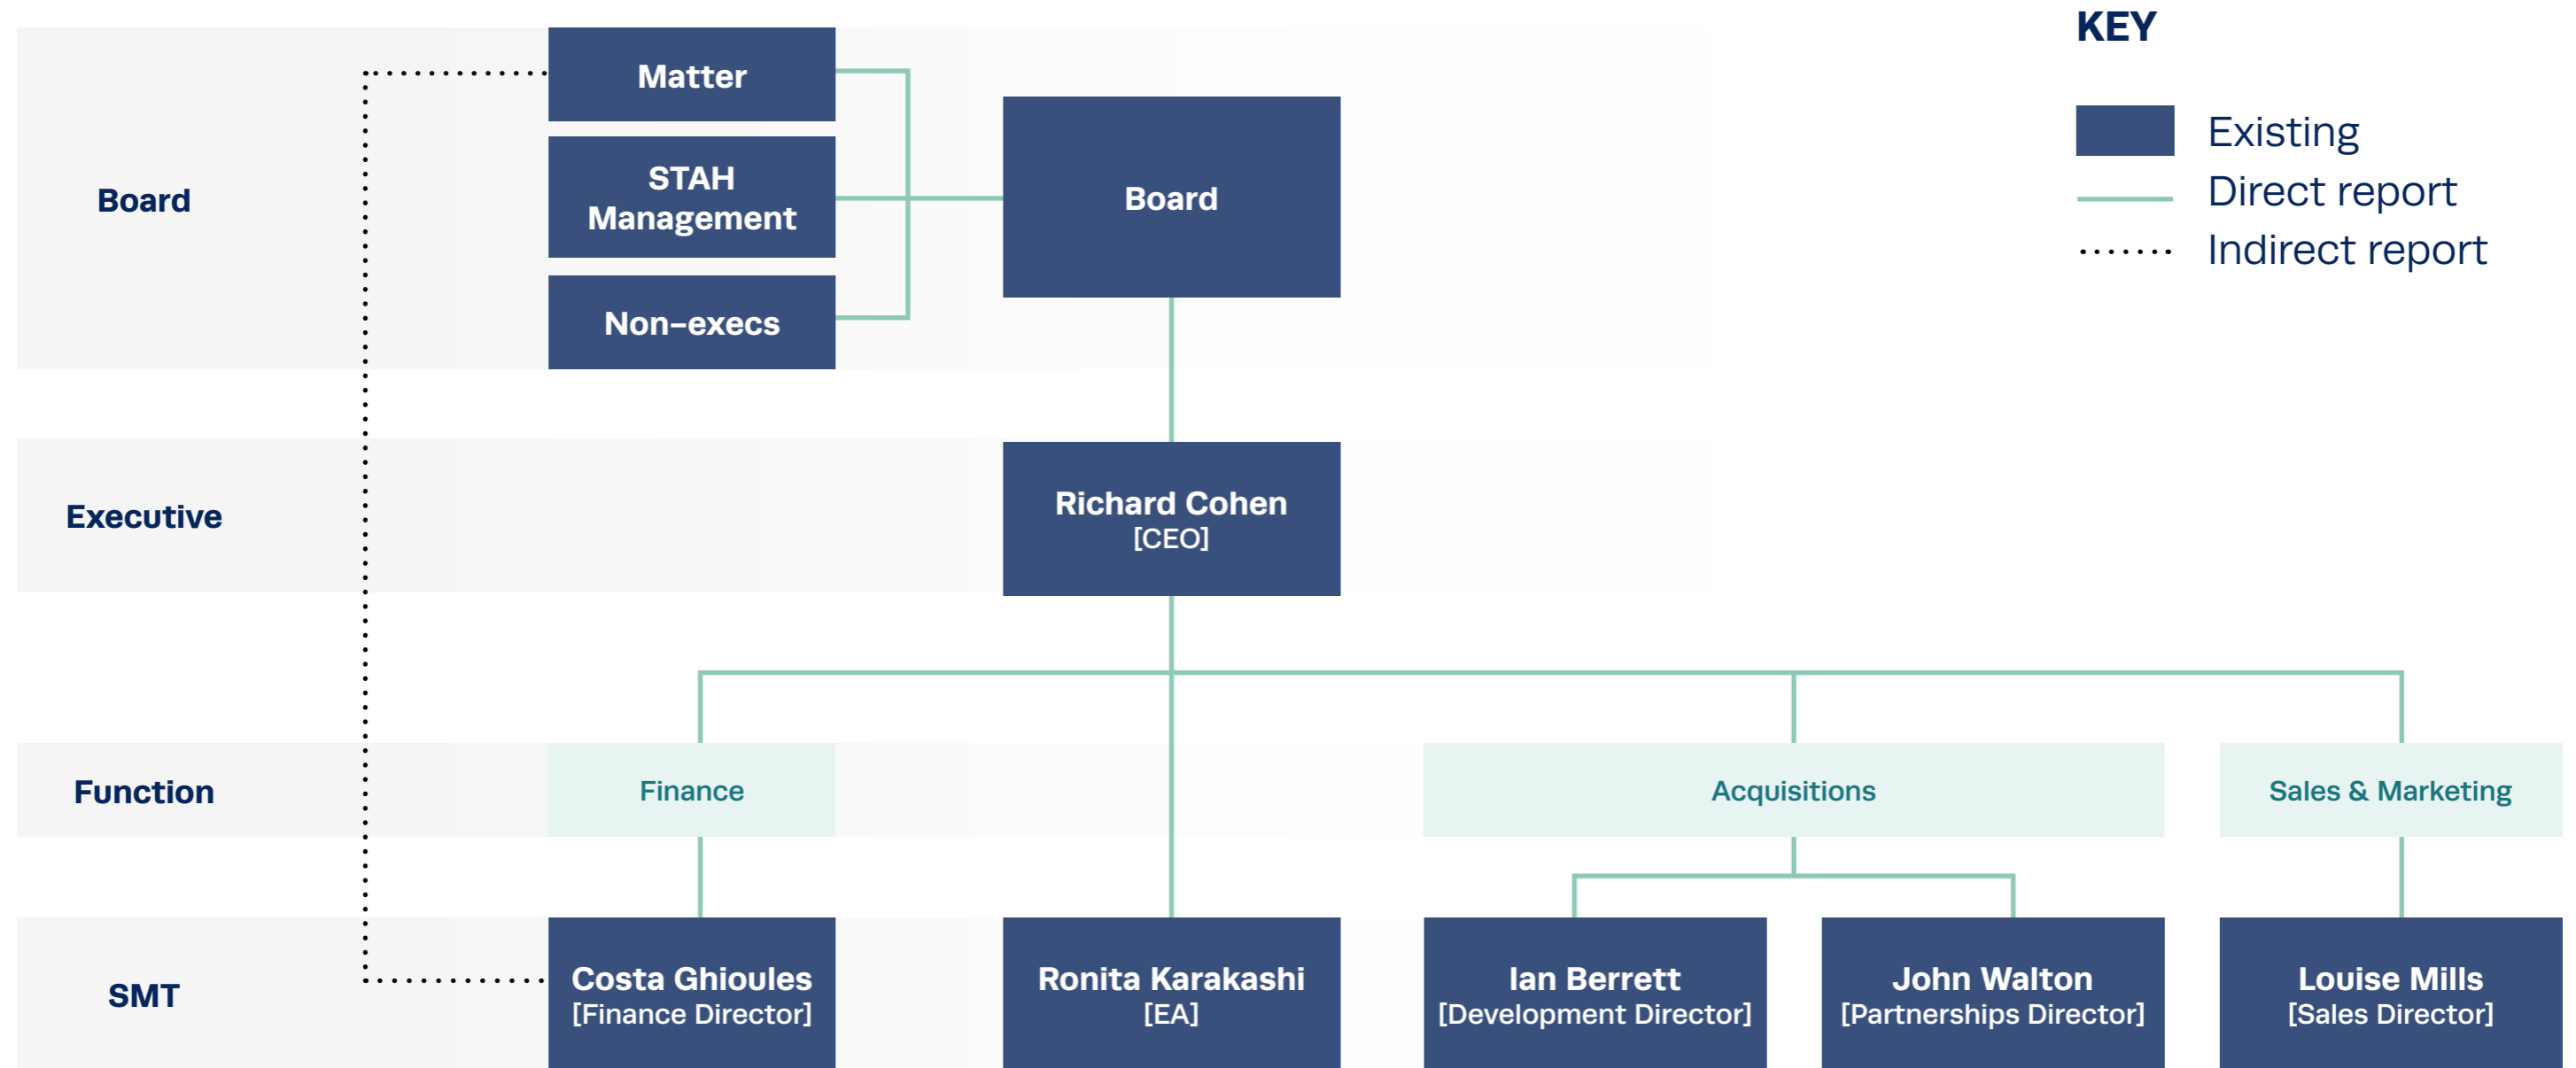 KEY
Existing
Direct report
Indirect report
Board
Matter
STAH
Management
Non-execs
Board
Executive
Richard Cohen
[CEO]
Function
Finance
Acquisitions
Sales & Marketing
SMT
Costa Ghioules
[Finance Director]
Ronita Karakashi
[EA]
Ian Berrett
[Development Director]
John Walton
[Partnerships Director]
Louise Mills
[Sales Director]